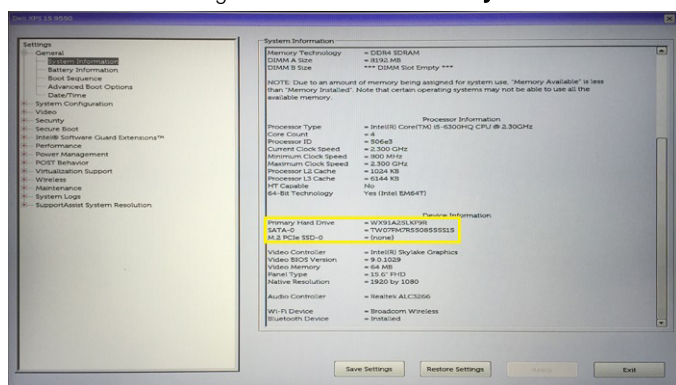 Dell XPS 15 9550
Settings
General
System Information
Battery Information
Boot Sequence
Advanced Boot Options
Date/Time
System Configuration
Video
Security
Secure Boot
Intel® Software Guard Extensions™
Performance
Power Management
POST Behavior
Virtualization Support
Wireless
Maintenance
System Logs
SupportAssist System Resolution
System Information
Memory Technology = DDR4 SDRAM
DIMM A Size = 8192 MB
DIMM B Size *** DIMM Slot Empty ***
NOTE: Due to an amount of memory being assigned for system use, "Memory Available" is less
than "Memory Installed". Note that certain operating systems may not be able to use all the
available memory.
Processor Information
Processor Type = Intel(R) Core(TM) i5-6300HQ CPU @ 2.30GHz
Core Count = 4
Processor ID = 506e3
Current Clock Speed = 2.300 GHz
Minimum Clock Speed = 800 MHz
Maximum Clock Speed = 2.300 GHz
Processor L2 Cache = 1024 KB
Processor L3 Cache = 6144 KB
HT Capable No
64-Bit Technology Yes (Intel EM64T)
Device Information
Primary Hard Drive =
SATA-0 =
M.2 PCIe SSD-0 = (none)
Video Controller = Intel(R) Skylake Graphics
Video BIOS Version = 9.0.1029
Video Memory = 64 MB
Panel Type = 15.6" FHD
Native Resolution = 1920 by 1080
Audio Controller = Realtek ALC3266
Wi-Fi Device = Broadcom Wireless
Bluetooth Device = Installed
Save Settings
Restore Settings
Apply
Exit